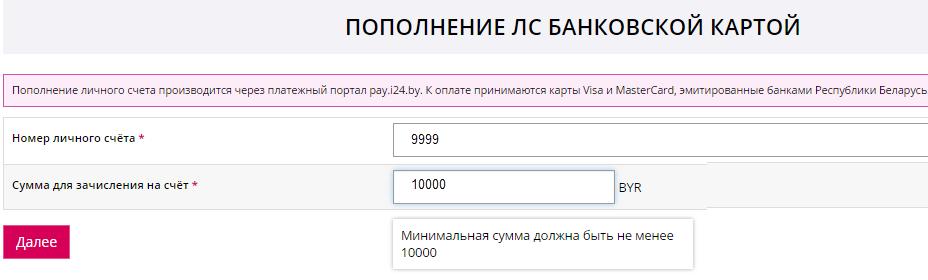 ПОПОЛНЕНИЕ ЛС БАНКОВСКОЙ КАРТОЙ
Пополнение личного счета производится через платежный портал pay.i24.by. К оплате принимаются карты Visa и MasterCard, эмитированные банками Республики Беларусь
Номер личного счёта * 9999
Сумма для зачисления на счёт * 10000 BYR
Далее
Минимальная сумма должна быть не менее
10000